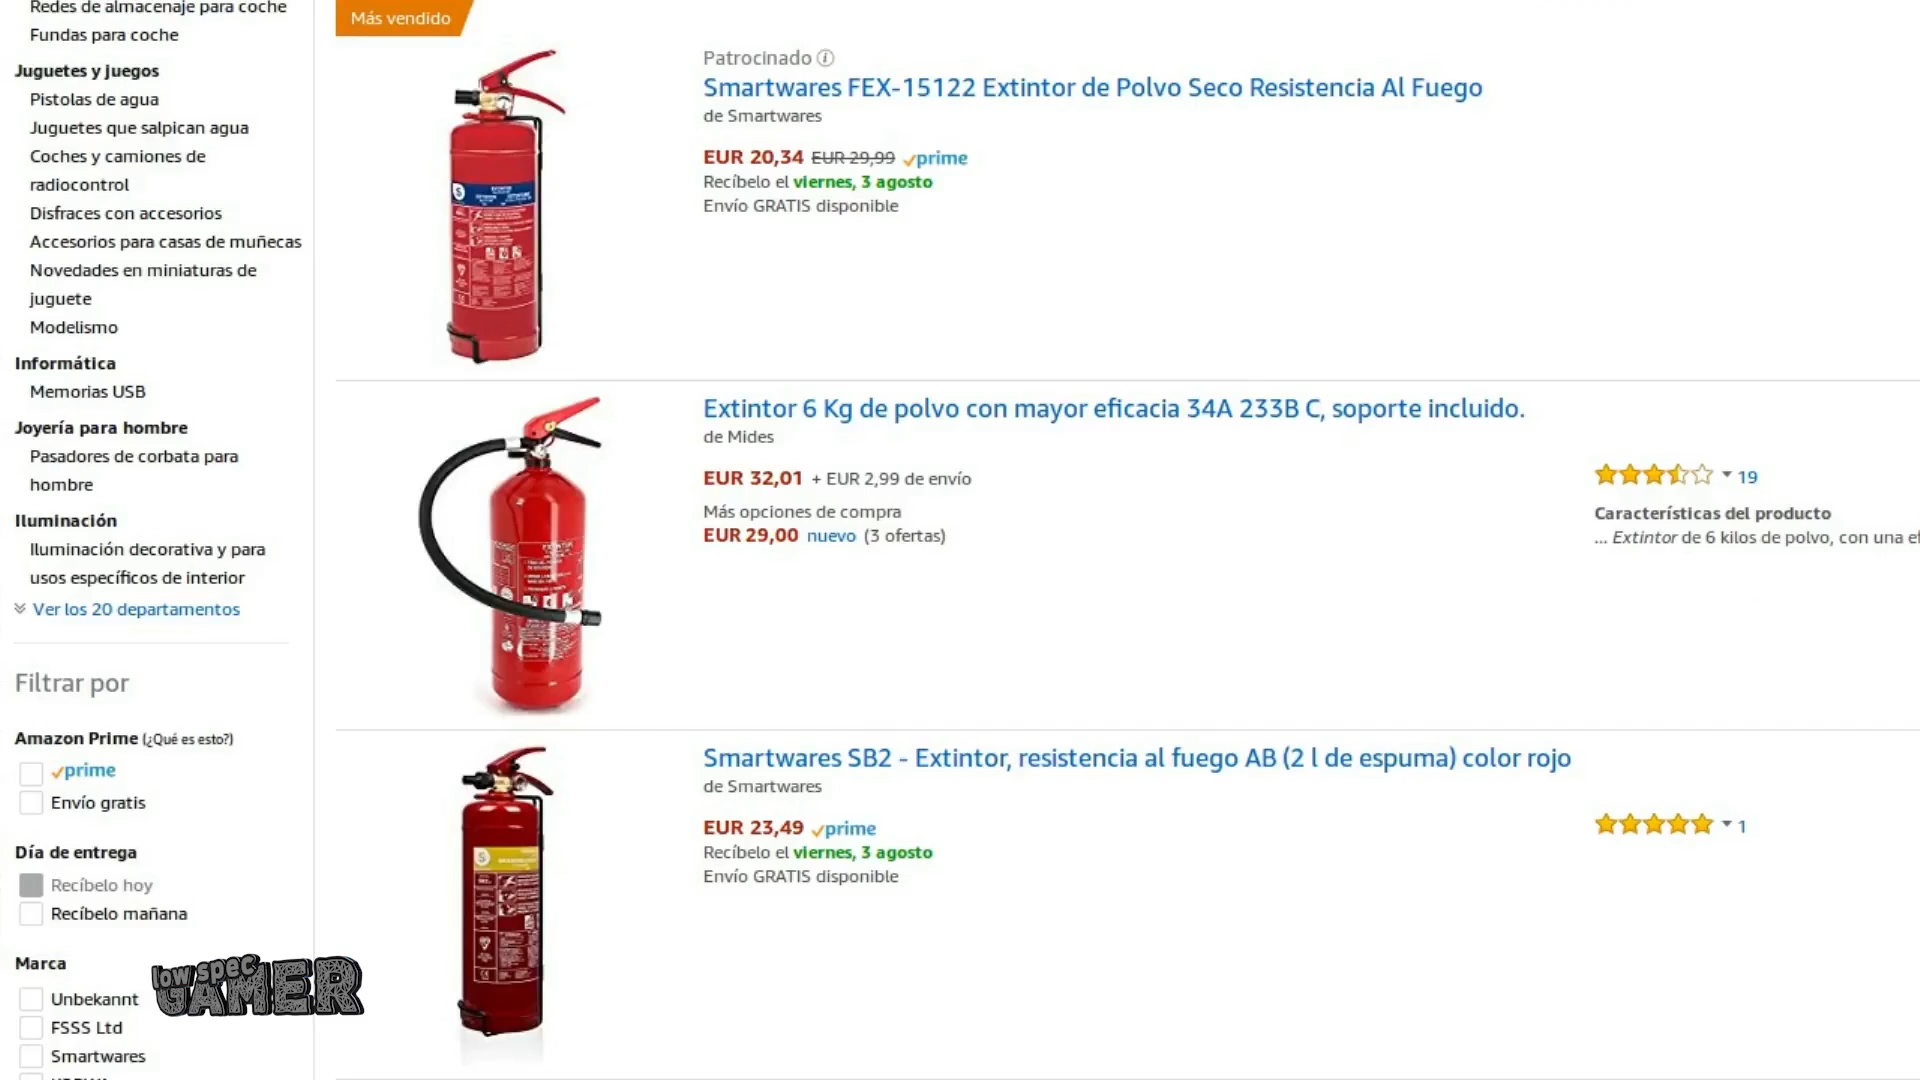 Redes de almacenaje para coche
Fundas para coche
Juguetes y juegos
Pistolas de agua
Juguetes que salpican agua
Coches y camiones de
radiocontrol
Disfraces con accesorios
Accesorios para casas de muñecas
Novedades en miniaturas de
juguete
Modelismo
Informática
Memorias USB
Joyería para hombre
Pasadores de corbata para
hombre
Iluminación
Iluminación decorativa y para
usos específicos de interior
Ver los 20 departamentos
Filtrar por
Amazon Prime (¿Qué es esto?)
prime
Envío gratis
Día de entrega
Recíbelo hoy
Recíbelo mañana
Marca
Unbekannt
FSSS Ltd
Smartwares
low spec
GAMER
Más vendido
Patrocinado
Smartwares FEX-15122 Extintor de Polvo Seco Resistencia Al Fuego
de Smartwares
EUR 20,34 EUR 29,99 prime
Recíbelo el viernes, 3 agosto
Envío GRATIS disponible
Extintor 6 Kg de polvo con mayor eficacia 34A 233B C, soporte incluido.
de Mides
EUR 32,01 + EUR 2,99 de envío
Más opciones de compra
EUR 29,00 nuevo (3 ofertas)
19
Características del producto
... Extintor de 6 kilos de polvo, con una
Smartwares SB2 - Extintor, resistencia al fuego AB (2 l de espuma) color rojo
de Smartwares
EUR 23,49 prime
Recíbelo el viernes, 3 agosto
Envío GRATIS disponible
1